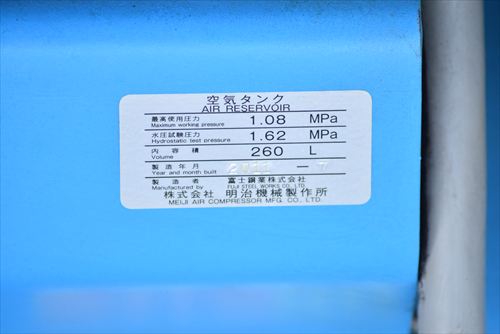 空気タンク
AIR RESERVOIR
最高使用圧力 1.08 MPa
Maximum working pressure
水圧試験圧力 1.62 MPa
Hydrostatic test pressure
内容積 260 L
Volume
製造年月 — 7
Year and month built
製造者 富士鋼業株式会社
Manufactured by FUJI STEEL WORKS CO., LTD.
株式会社 明治機械製作所
MEIJI AIR COMPRESSOR MFG. CO., LTD.